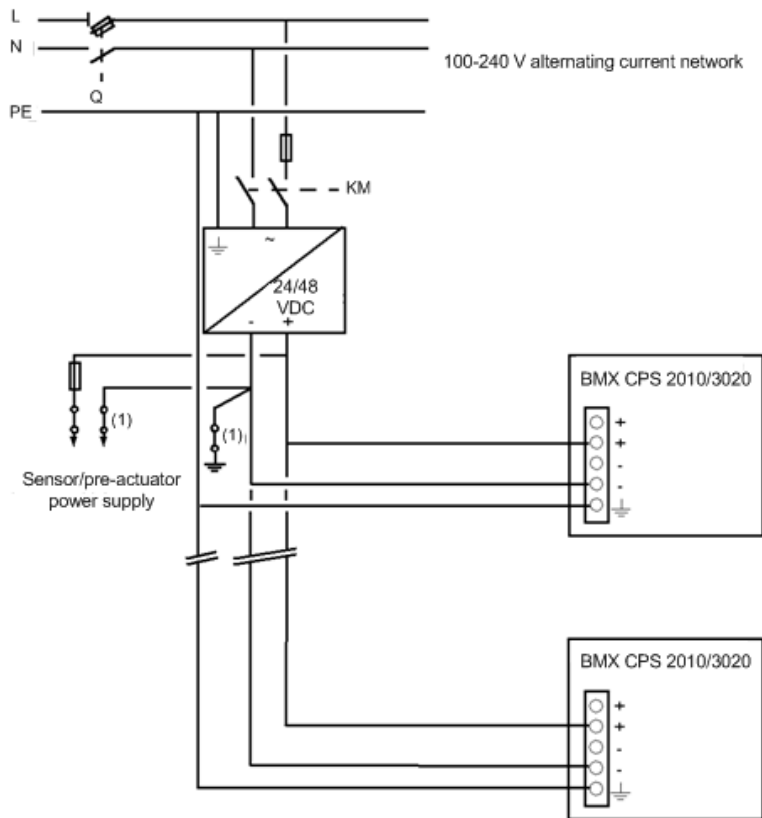 L
N
100-240 V alternating current network
Q
PE
KM
~
24/48
VDC
- +
BMX CPS 2010/3020
+
+
-
-
(1)
(1)
Sensor/pre-actuator
power supply
BMX CPS 2010/3020
+
+
-
-